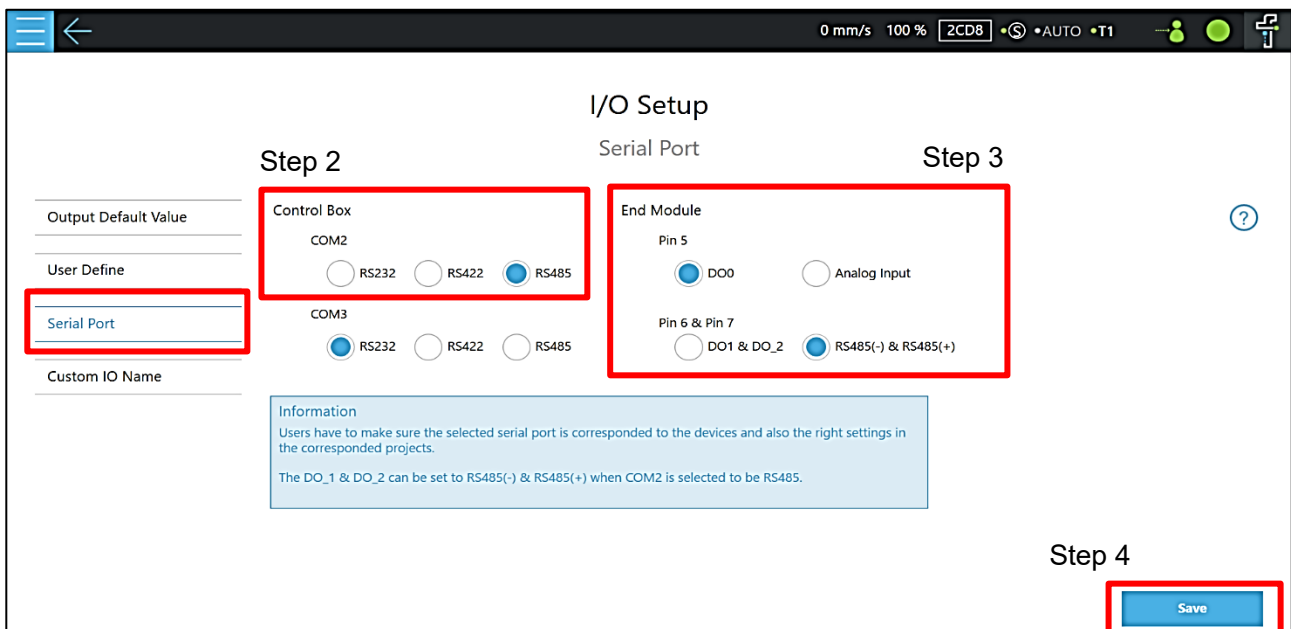 0 mm/s 100 % 2CD8 •Ⓢ •AUTO •T1
I/O Setup
Serial Port
Step 2
Step 3
Output Default Value
User Define
Serial Port
Custom IO Name
Control Box
COM2
RS232 RS422 RS485
COM3
RS232 RS422 RS485
End Module
Pin 5
DO0 Analog Input
Pin 6 & Pin 7
DO1 & DO_2 RS485(-) & RS485(+)
?
Information
Users have to make sure the selected serial port is corresponded to the devices and also the right settings in
the corresponded projects.
The DO_1 & DO_2 can be set to RS485(-) & RS485(+) when COM2 is selected to be RS485.
Step 4
Save